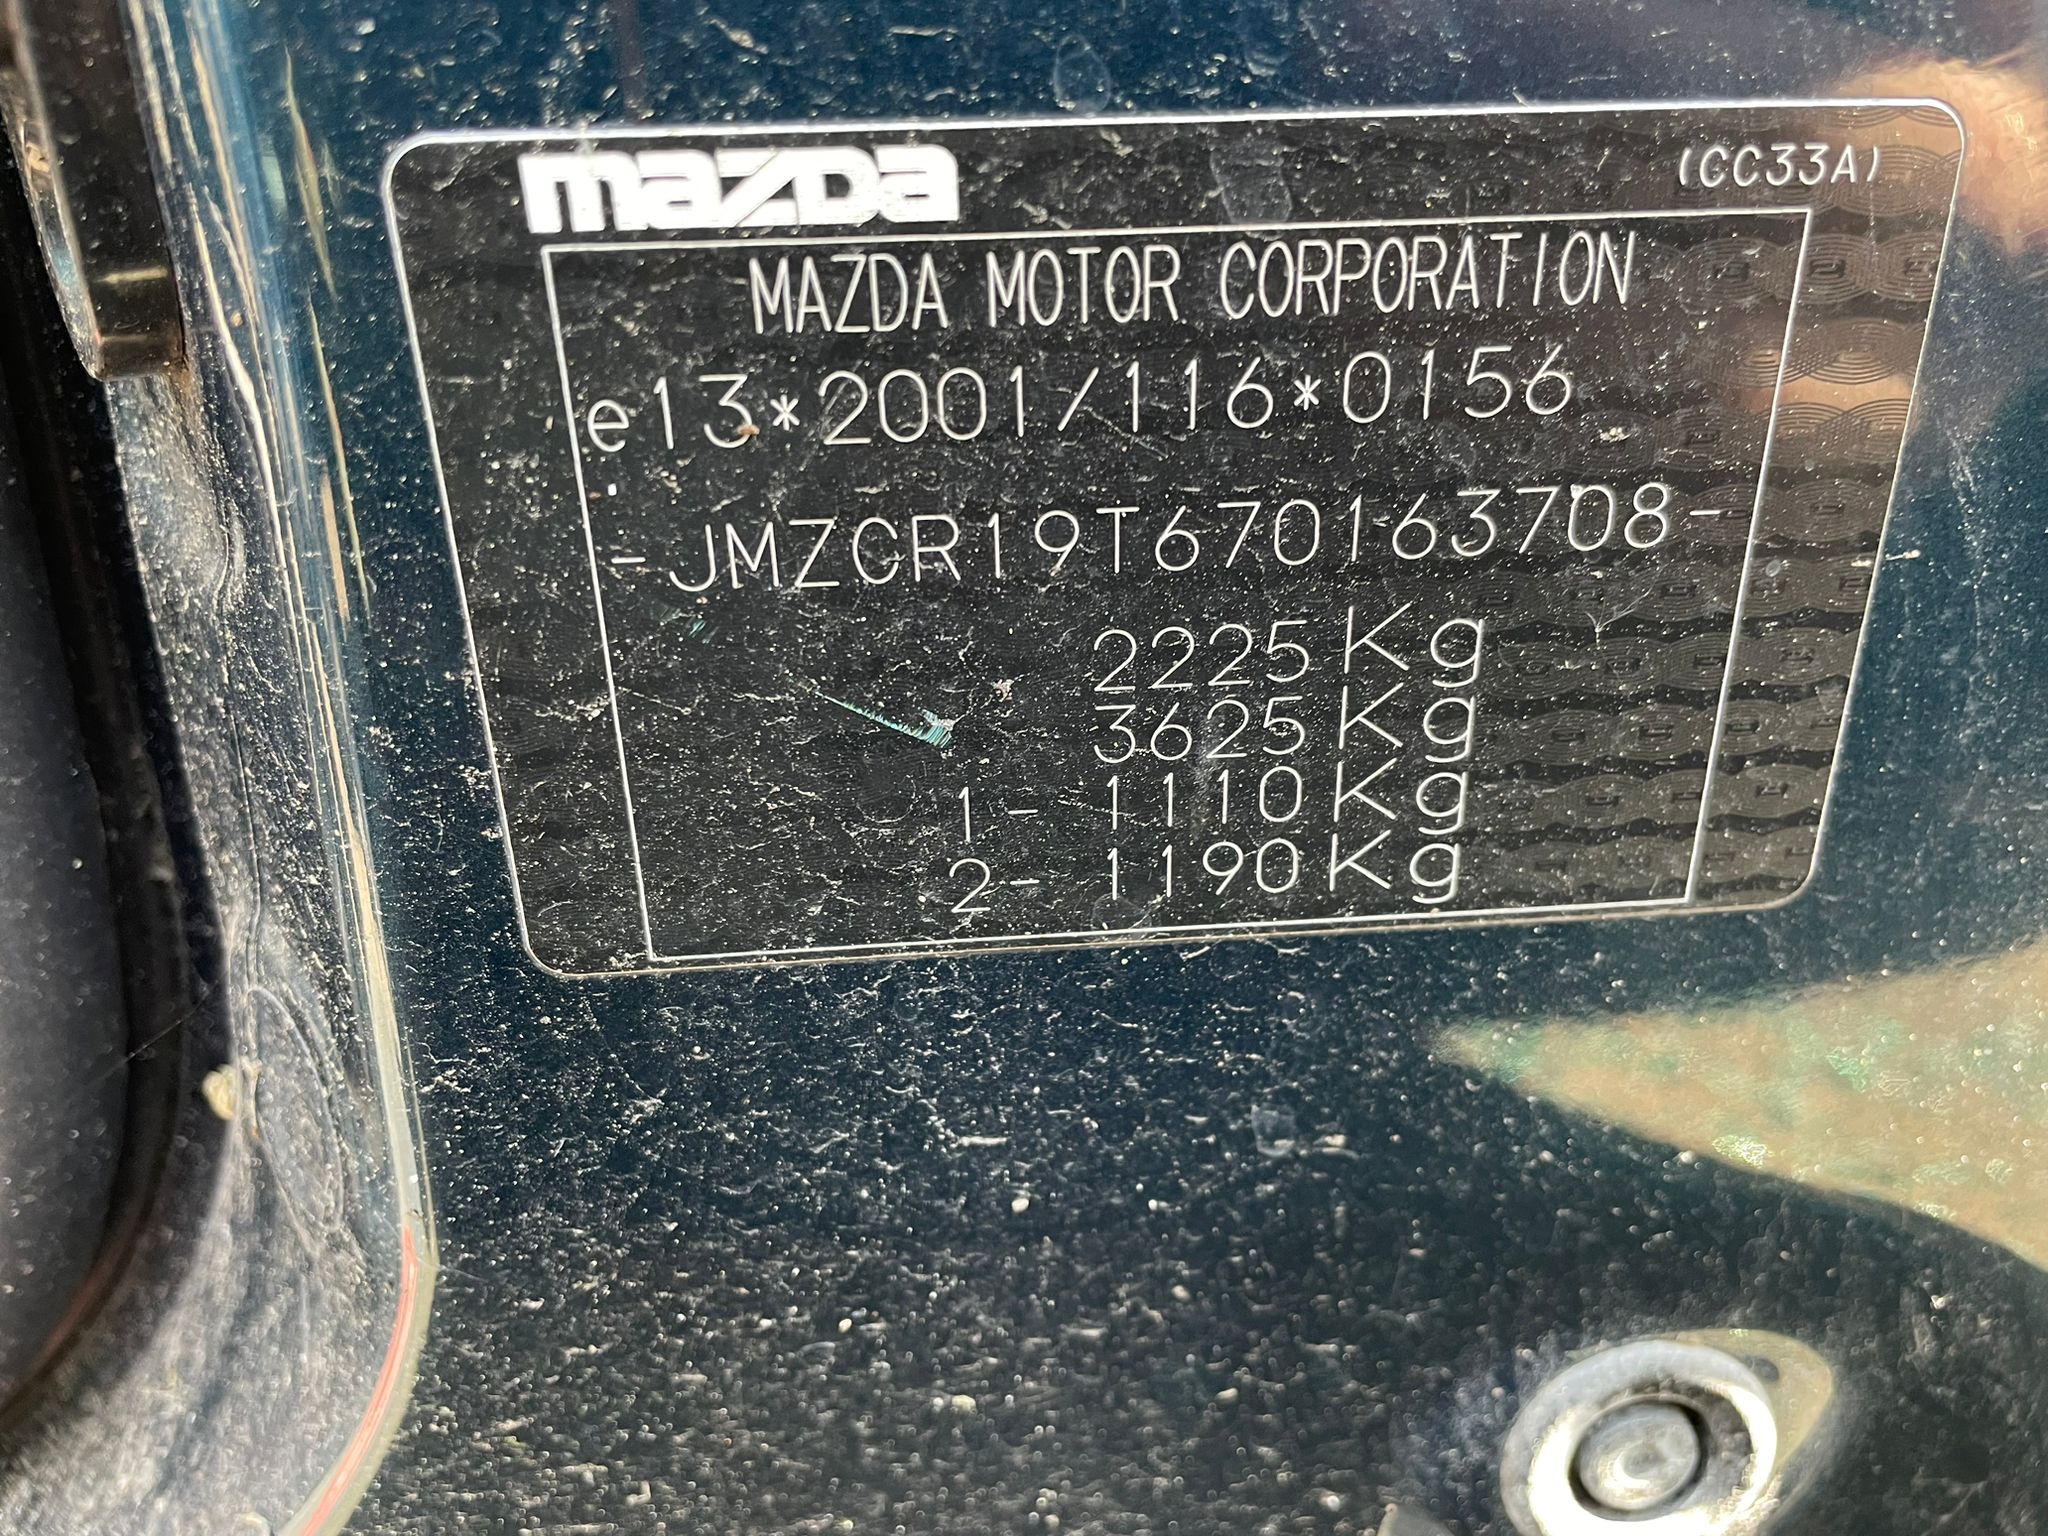 mazda
(CC33A)
MAZDA MOTOR CORPORATION
e13*2001/116*0156
-JMZCR19T670163708-
2225Kg
3625Kg
1- 1110Kg
2- 1190Kg